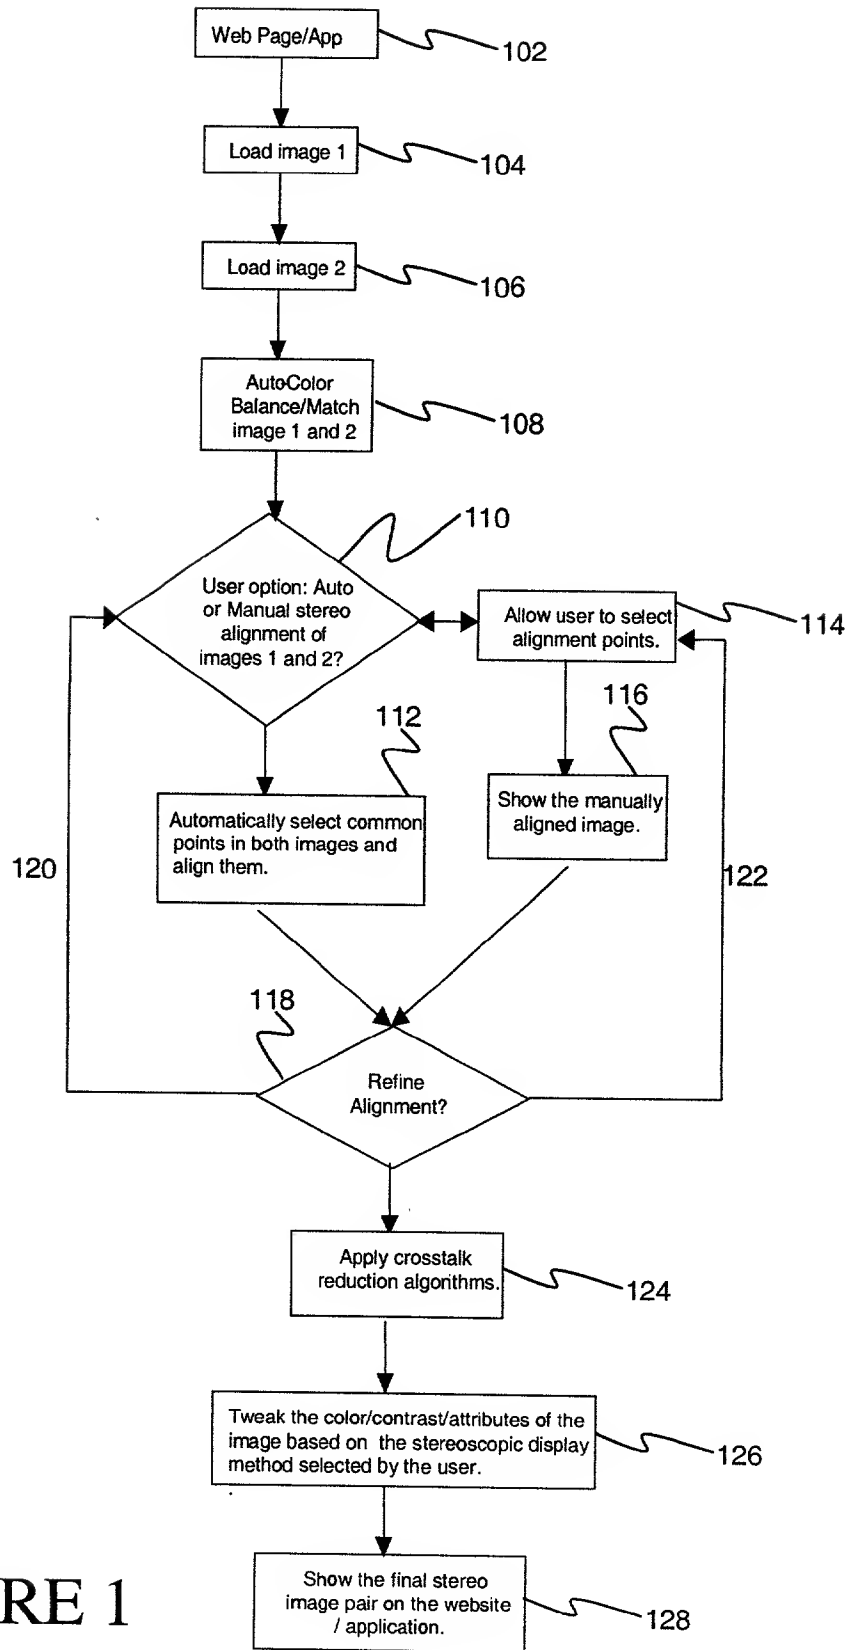 Web Page/App
102
Load image 1
104
Load image 2
106
AutoColor
Balance/Match
image 1 and 2
108
110
User option: Auto
or Manual stereo
alignment of
images 1 and 2?
Allow user to select
alignment points.
114
116
112
Show the manually
aligned image.
Automatically select common
points in both images and
align them.
120
122
118
Refine
Alignment?
Apply crosstalk
reduction algorithms.
124
Tweak the color/contrast/attributes of the
image based on the stereoscopic display
method selected by the user.
126
Show the final stereo
image pair on the website
/ application.
128
RE 1